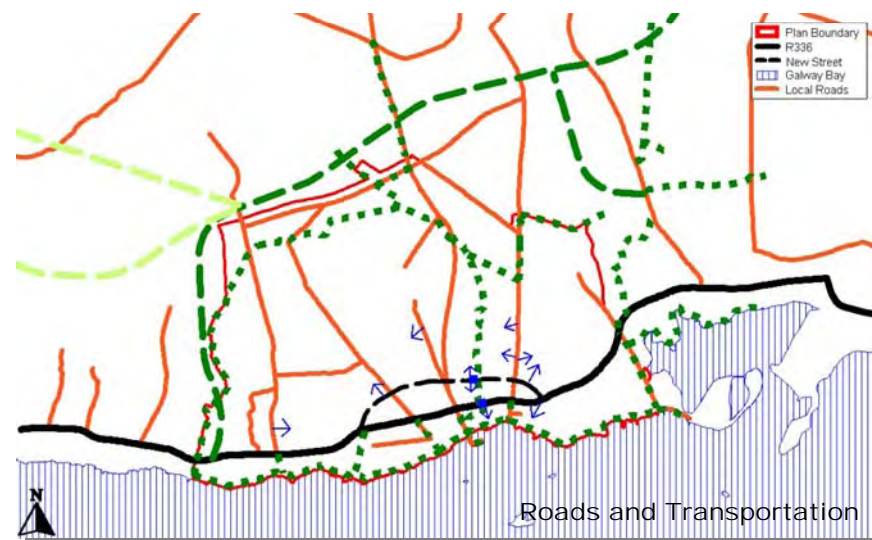 Plan Boundary
R336
New Street
Galway Bay
Local Roads
N
Roads and Transportation